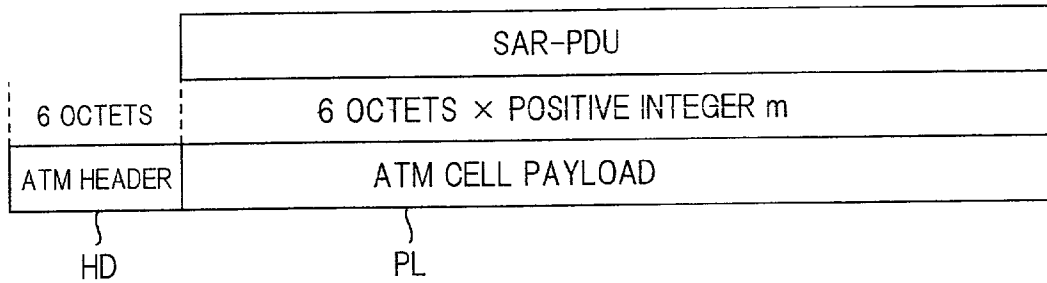 SAR-PDU
6 OCTETS
6 OCTETS × POSITIVE INTEGER m
ATM HEADER
ATM CELL PAYLOAD
HD
PL